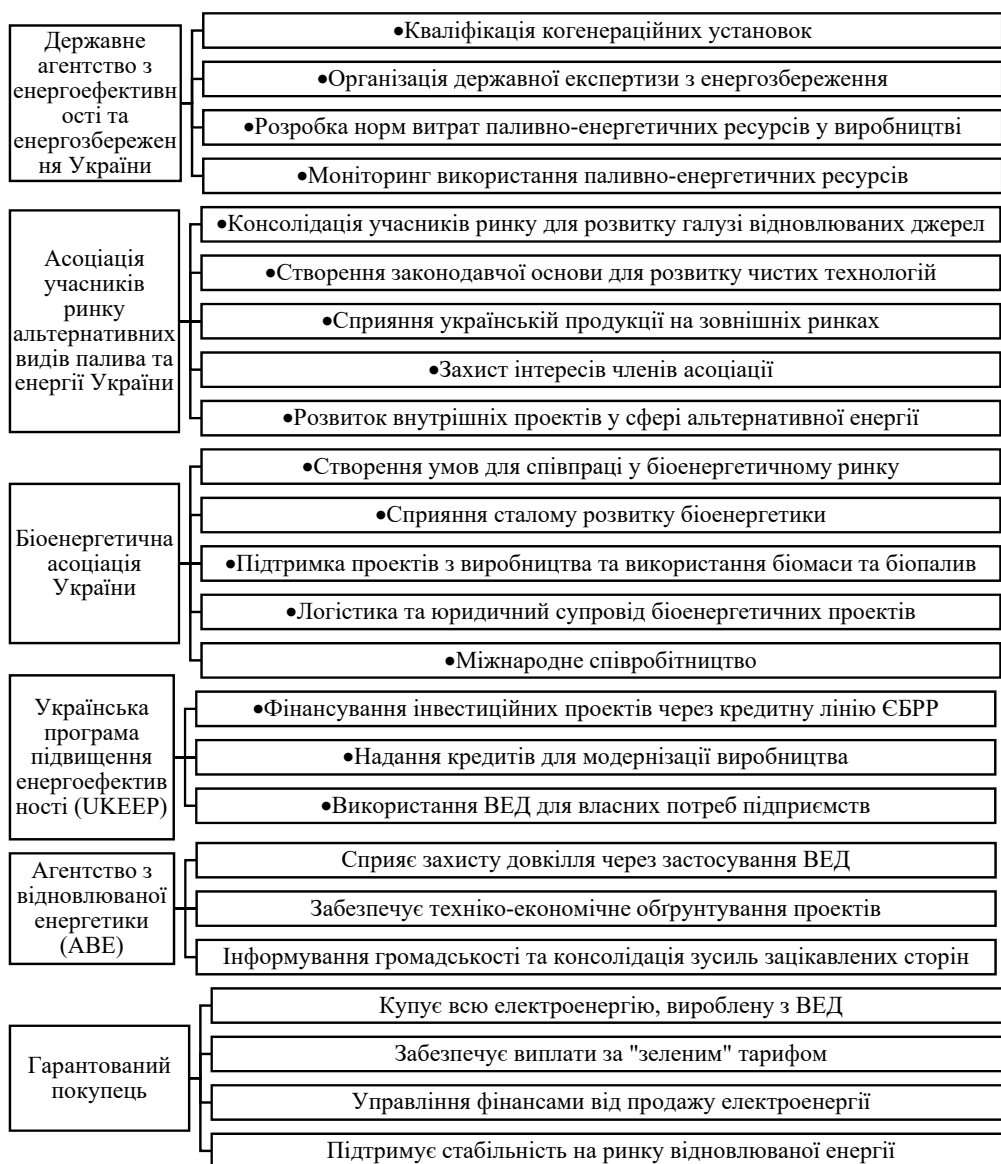 Державне
агентство з
енергоефективн
ості та
енергозбережен
ня України
•Кваліфікація когенераційних установок
•Організація державної експертизи з енергозбереження
•Розробка норм витрат паливно-енергетичних ресурсів у виробництві
•Моніторинг використання паливно-енергетичних ресурсів
Асоціація
учасників
ринку
альтернативних
видів палива та
енергії України
•Консолідація учасників ринку для розвитку галузі відновлюваних джерел
•Створення законодавчої основи для розвитку чистих технологій
•Сприяння українській продукції на зовнішніх ринках
•Захист інтересів членів асоціації
•Розвиток внутрішніх проектів у сфері альтернативної енергії
Біоенергетична
асоціація
України
•Створення умов для співпраці у біоенергетичному ринку
•Сприяння сталому розвитку біоенергетики
•Підтримка проектів з виробництва та використання біомаси та біопалив
•Логістика та юридичний супровід біоенергетичних проектів
•Міжнародне співробітництво
Українська
програма
підвищення
енергоефектив
ності (UKEEP)
•Фінансування інвестиційних проектів через кредитну лінію ЄБРР
•Надання кредитів для модернізації виробництва
•Використання ВЕД для власних потреб підприємств
Агентство з
відновлюваної
енергетики
(АВЕ)
Сприяє захисту довкілля через застосування ВЕД
Забезпечує техніко-економічне обґрунтування проектів
Інформування громадськості та консолідація зусиль зацікавлених сторін
Гарантований
покупець
Купує всю електроенергію, вироблену з ВЕД
Забезпечує виплати за "зеленим" тарифом
Управління фінансами від продажу електроенергії
Підтримує стабільність на ринку відновлюваної енергії